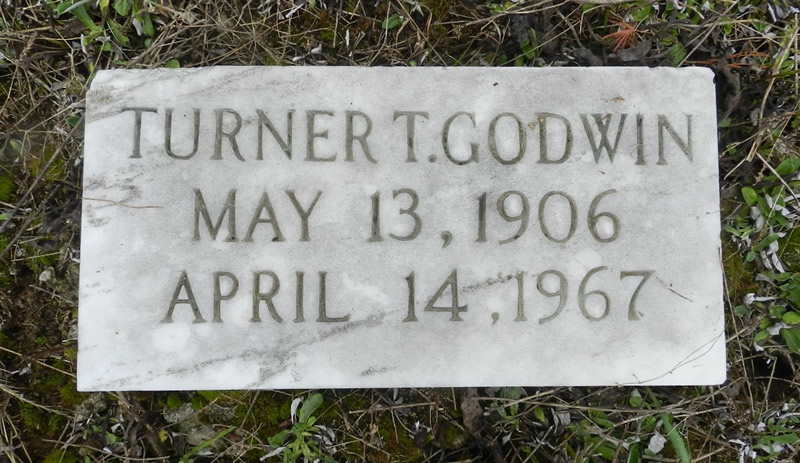 TURNER T. GODWIN
MAY 13, 1906
APRIL 14, 1967